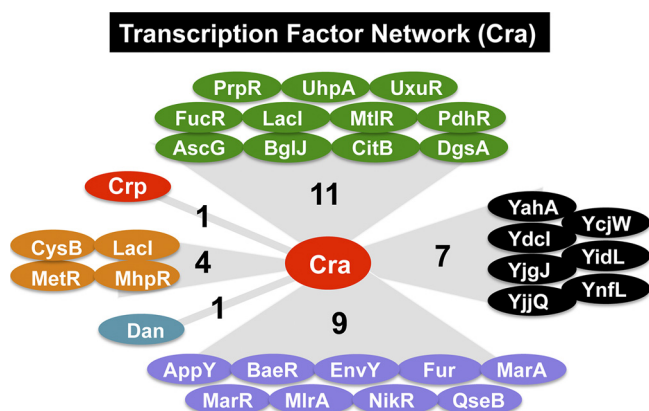 Transcription Factor Network (Cra)
PrpR UhpA UxuR
FucR LacI MtlR PdhR
AscG BglJ CitB DgsA
11
Crp
1
CysB LacI
MetR MhpR
4
Dan
1
Cra
7
YahA
YcjW
YdcI
YidL
YjgJ
YnfL
YjjQ
9
AppY BaeR EnvY Fur MarA
MarR MlrA NikR QseB